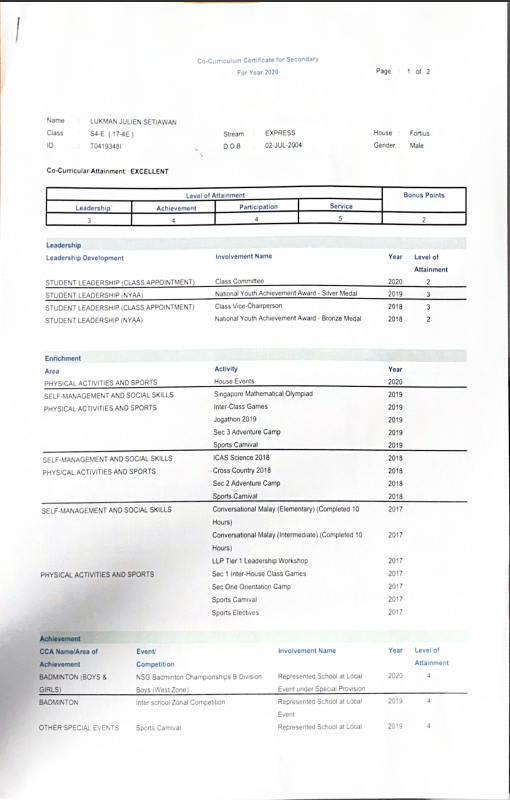 Co-Curriculum Certificate for Secondary
For Year 2020
Page : 1 of 2
Name : LUKMAN JULIEN SETIAWAN
Class : S4-E ( 17-4E ) Stream : EXPRESS House : Fortius
ID : T0419348I D.O.B : 02-JUL-2004 Gender : Male
Co-Curricular Attainment: EXCELLENT
Level of Attainment Bonus Points
Leadership Achievement Participation Service
3 4 4 5 2
Leadership
Leadership Development Involvement Name Year Level of
Attainment
STUDENT LEADERSHIP (CLASS APPOINTMENT) Class Committee 2020 2
STUDENT LEADERSHIP (NYAA) National Youth Achievement Award - Silver Medal 2019 3
STUDENT LEADERSHIP (CLASS APPOINTMENT) Class Vice-Chairperson 2018 3
STUDENT LEADERSHIP (NYAA) National Youth Achievement Award - Bronze Medal 2018 2
Enrichment
Area Activity Year
PHYSICAL ACTIVITIES AND SPORTS House Events 2020
SELF-MANAGEMENT AND SOCIAL SKILLS Singapore Mathematical Olympiad 2019
PHYSICAL ACTIVITIES AND SPORTS Inter-Class Games 2019
Jogathon 2019 2019
Sec 3 Adventure Camp 2019
Sports Carnival 2019
SELF-MANAGEMENT AND SOCIAL SKILLS ICAS Science 2018 2018
PHYSICAL ACTIVITIES AND SPORTS Cross Country 2018 2018
Sec 2 Adventure Camp 2018
Sports Carnival 2018
SELF-MANAGEMENT AND SOCIAL SKILLS Conversational Malay (Elementary) (Completed 10 2017
Hours)
Conversational Malay (Intermediate) (Completed 10 2017
Hours)
LLP Tier 1 Leadership Workshop 2017
PHYSICAL ACTIVITIES AND SPORTS Sec 1 Inter-House Class Games 2017
Sec One Orientation Camp 2017
Sports Carnival 2017
Sports Electives 2017
Achievement
CCA Name/Area of Event/ Involvement Name Year Level of
Achievement Competition Attainment
BADMINTON (BOYS & NSG Badminton Championships B Division Represented School at Local 2020 4
GIRLS) Boys (West Zone) Event under Special Provision
BADMINTON Inter school Zonal Competition Represented School at Local 2019 4
Event
OTHER SPECIAL EVENTS Sports Carnival Represented School at Local 2019 4